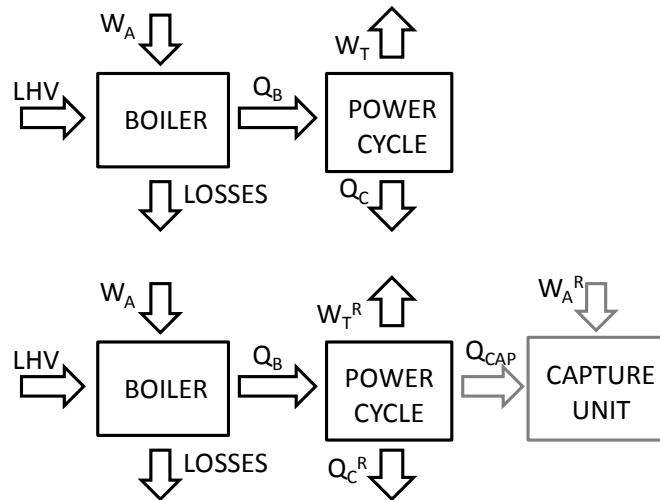 W_A
W_T
LHV
Q_B
BOILER
POWER
CYCLE
LOSSES
Q_C
W_A
W_T^R
W_A^R
LHV
Q_B
Q_CAP
BOILER
POWER
CYCLE
CAPTURE
UNIT
LOSSES
Q_C^R